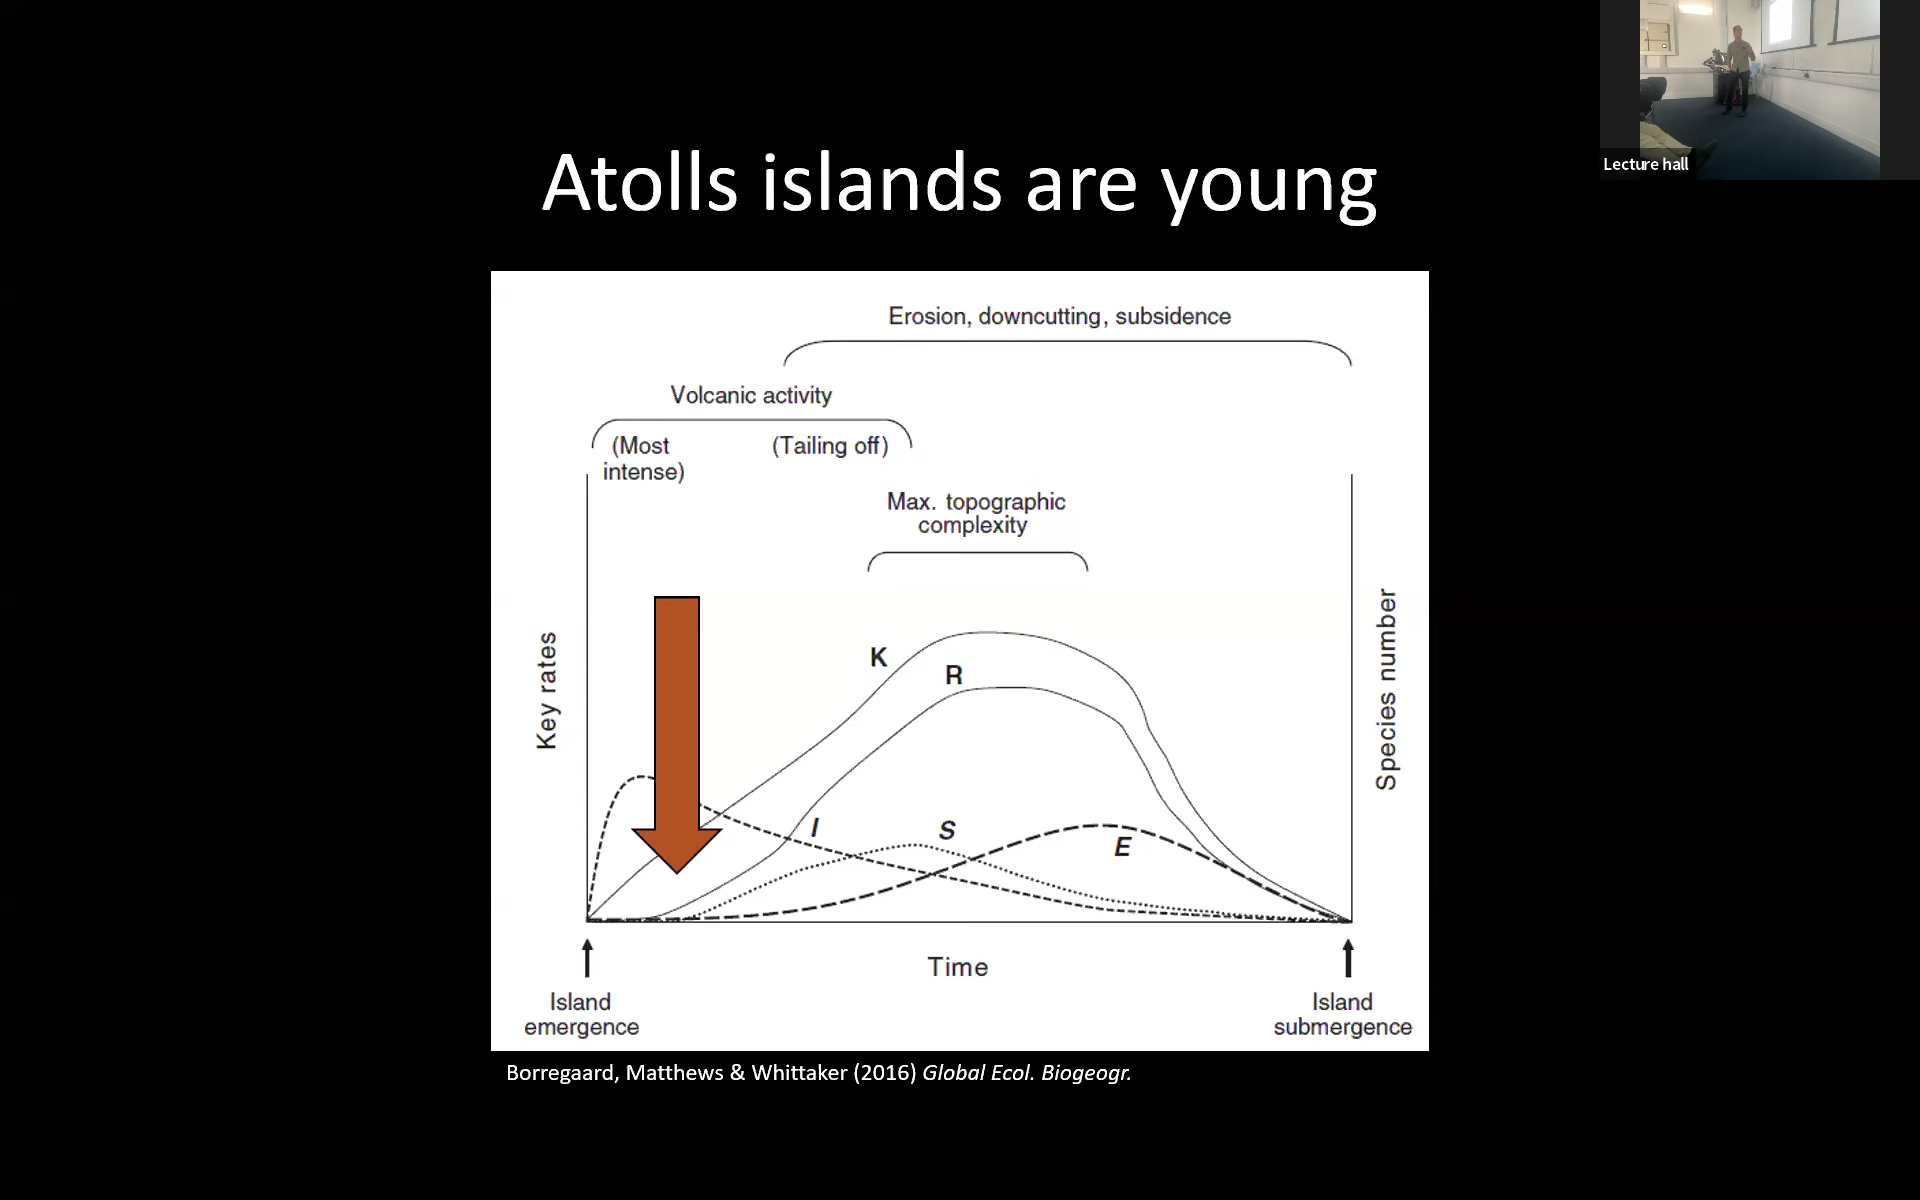 Lecture hall
Atolls islands are young
Erosion, downcutting, subsidence
Volcanic activity
(Most
intense)
(Tailing off)
Max. topographic
complexity
Key rates
Species number
K
R
I
S
E
Time
Island
emergence
Island
submergence
Borregaard, Matthews & Whittaker (2016) Global Ecol. Biogeogr.